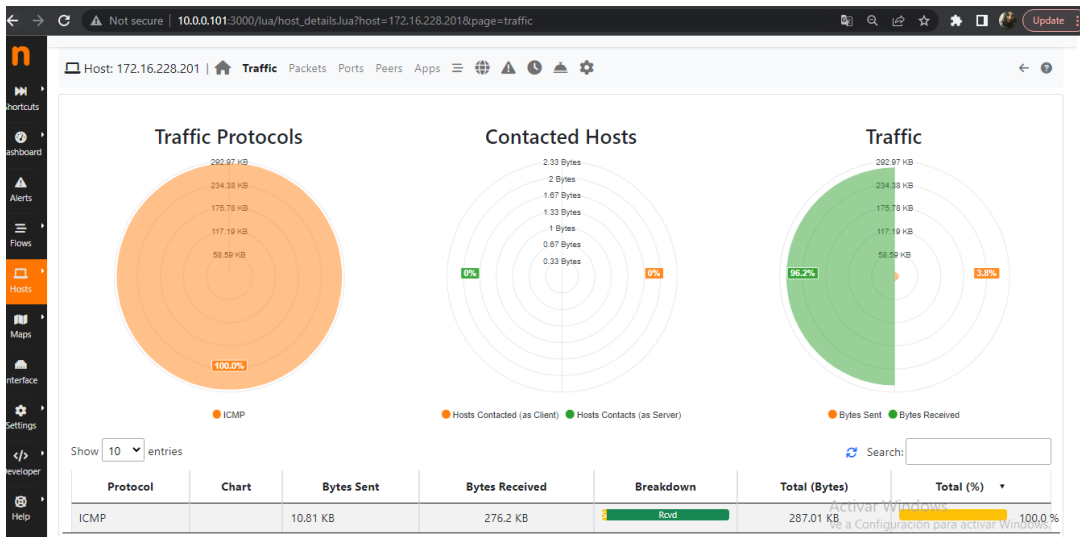 Not secure | 10.0.0.101:3000/lua/host_details.lua?host=172.16.228.201&page=traffic Update
n
Host: 172.16.228.201 | Traffic Packets Ports Peers Apps
Shortcuts
Dashboard
Alerts
Flows
Hosts
Maps
Interface
Settings
Developer
Help
Traffic Protocols
292.97 KB
234.38 KB
175.78 KB
117.19 KB
58.59 KB
100.0%
ICMP
Contacted Hosts
2.33 Bytes
2 Bytes
1.67 Bytes
1.33 Bytes
1 Bytes
0.67 Bytes
0.33 Bytes
0% 0%
Hosts Contacted (as Client) Hosts Contacts (as Server)
Traffic
292.97 KB
234.38 KB
175.78 KB
117.19 KB
58.59 KB
96.2% 3.8%
Bytes Sent Bytes Received
Show 10 entries Search:
Protocol Chart Bytes Sent Bytes Received Breakdown Total (Bytes) Total (%)
ICMP 10.81 KB 276.2 KB Rcvd 287.01 KB 100.0 %
Activar Windows
Ve a Configuración para activar Windows.